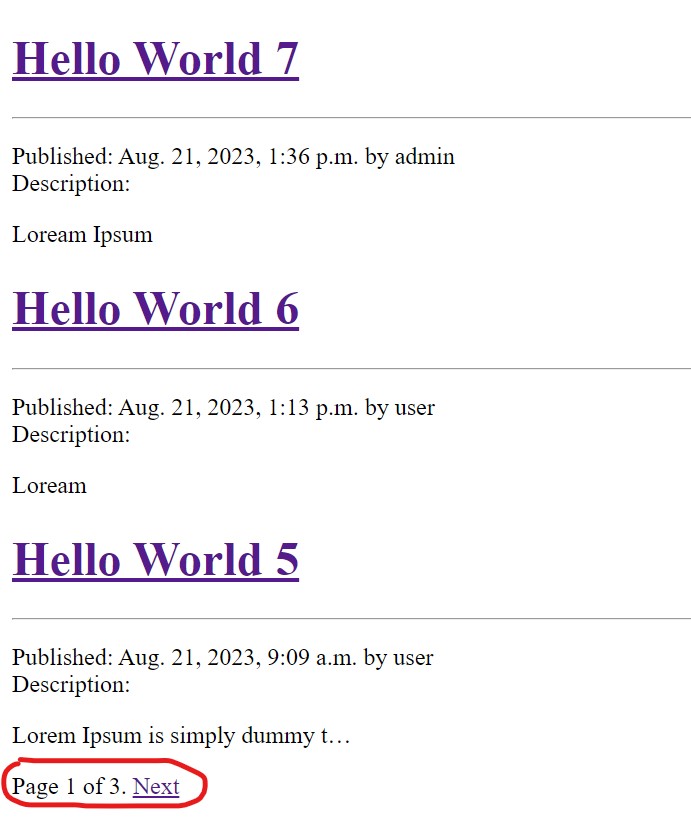 Hello World 7
Published: Aug. 21, 2023, 1:36 p.m. by admin
Description:
Loream Ipsum
Hello World 6
Published: Aug. 21, 2023, 1:13 p.m. by user
Description:
Loream
Hello World 5
Published: Aug. 21, 2023, 9:09 a.m. by user
Description:
Lorem Ipsum is simply dummy t…
Page 1 of 3. Next